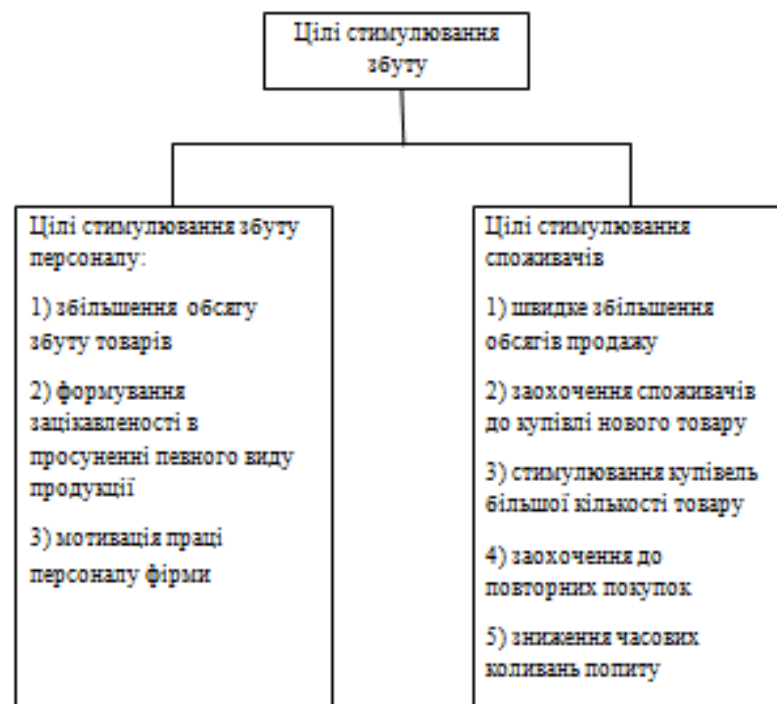 Цілі стимулювання
збуту
Цілі стимулювання збуту
персоналу:
1) збільшення обсягу
збуту товарів
2) формування
зацікавленості в
просуненні певного виду
продукції
3) мотивація праці
персоналу фірми
Цілі стимулювання
споживачів
1) швидке збільшення
обсягів продажу
2) заохочення споживачів
до купівлі нового товару
3) стимулювання купівель
більшої кількості товару
4) заохочення до
повторних покупок
5) зниження часових
коливань попиту